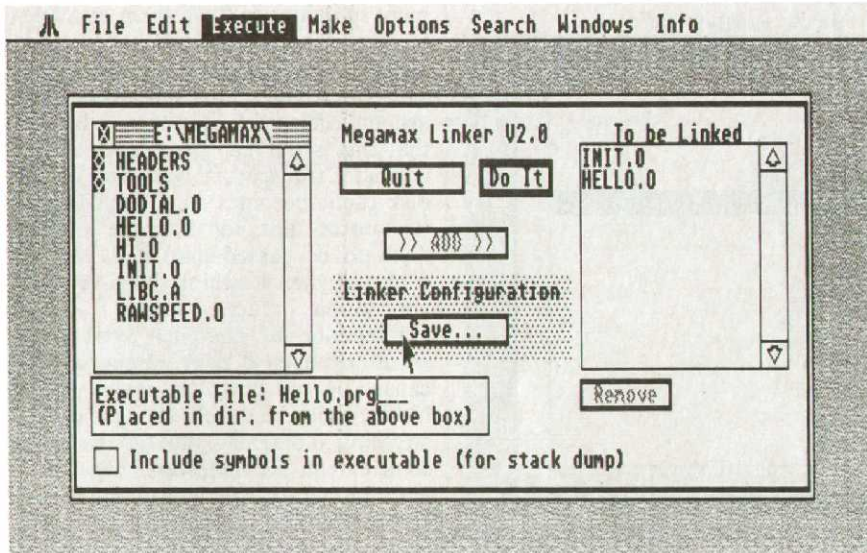 File Edit Execute Make Options Search Windows Info
E:\MEGAMAX\
HEADERS
TOOLS
DODIAL.O
HELLO.O
HI.O
INIT.O
LIBC.A
RAWSPEED.O
Megamax Linker V2.0
Quit Do It
>> ADD >>
Linker Configuration
Save...
To be Linked
INIT.O
HELLO.O
Remove
Executable File: Hello.prg___
(Placed in dir. from the above box)
Include symbols in executable (for stack dump)